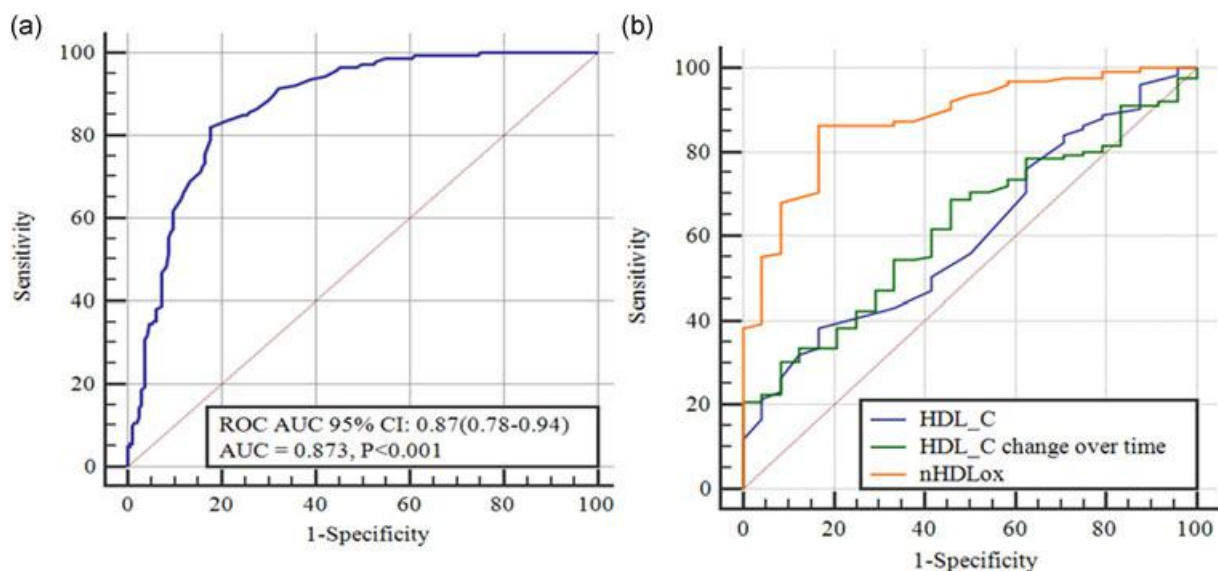 (a)
100
80
60
40
20
0
Sensitivity
ROC AUC 95% CI: 0.87(0.78-0.94)
AUC = 0.873, P<0.001
0 20 40 60 80 100
1-Specificity
(b)
100
80
60
40
20
0
Sensitivity
HDL_C
HDL_C change over time
nHDLox
0 20 40 60 80 100
1-Specificity